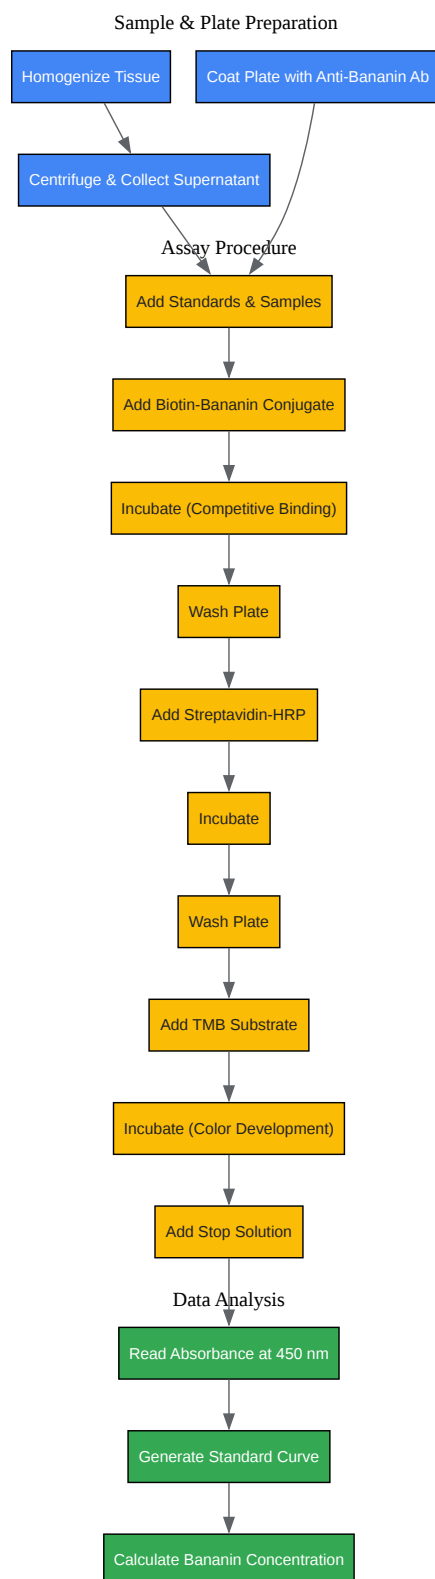 Sample & Plate Preparation
Homogenize Tissue
Coat Plate with Anti-Bananin Ab
Centrifuge & Collect Supernatant
Assay Procedure
Add Standards & Samples
Add Biotin-Bananin Conjugate
Incubate (Competitive Binding)
Wash Plate
Add Streptavidin-HRP
Incubate
Wash Plate
Add TMB Substrate
Incubate (Color Development)
Add Stop Solution
Data Analysis
Read Absorbance at 450 nm
Generate Standard Curve
Calculate Bananin Concentration